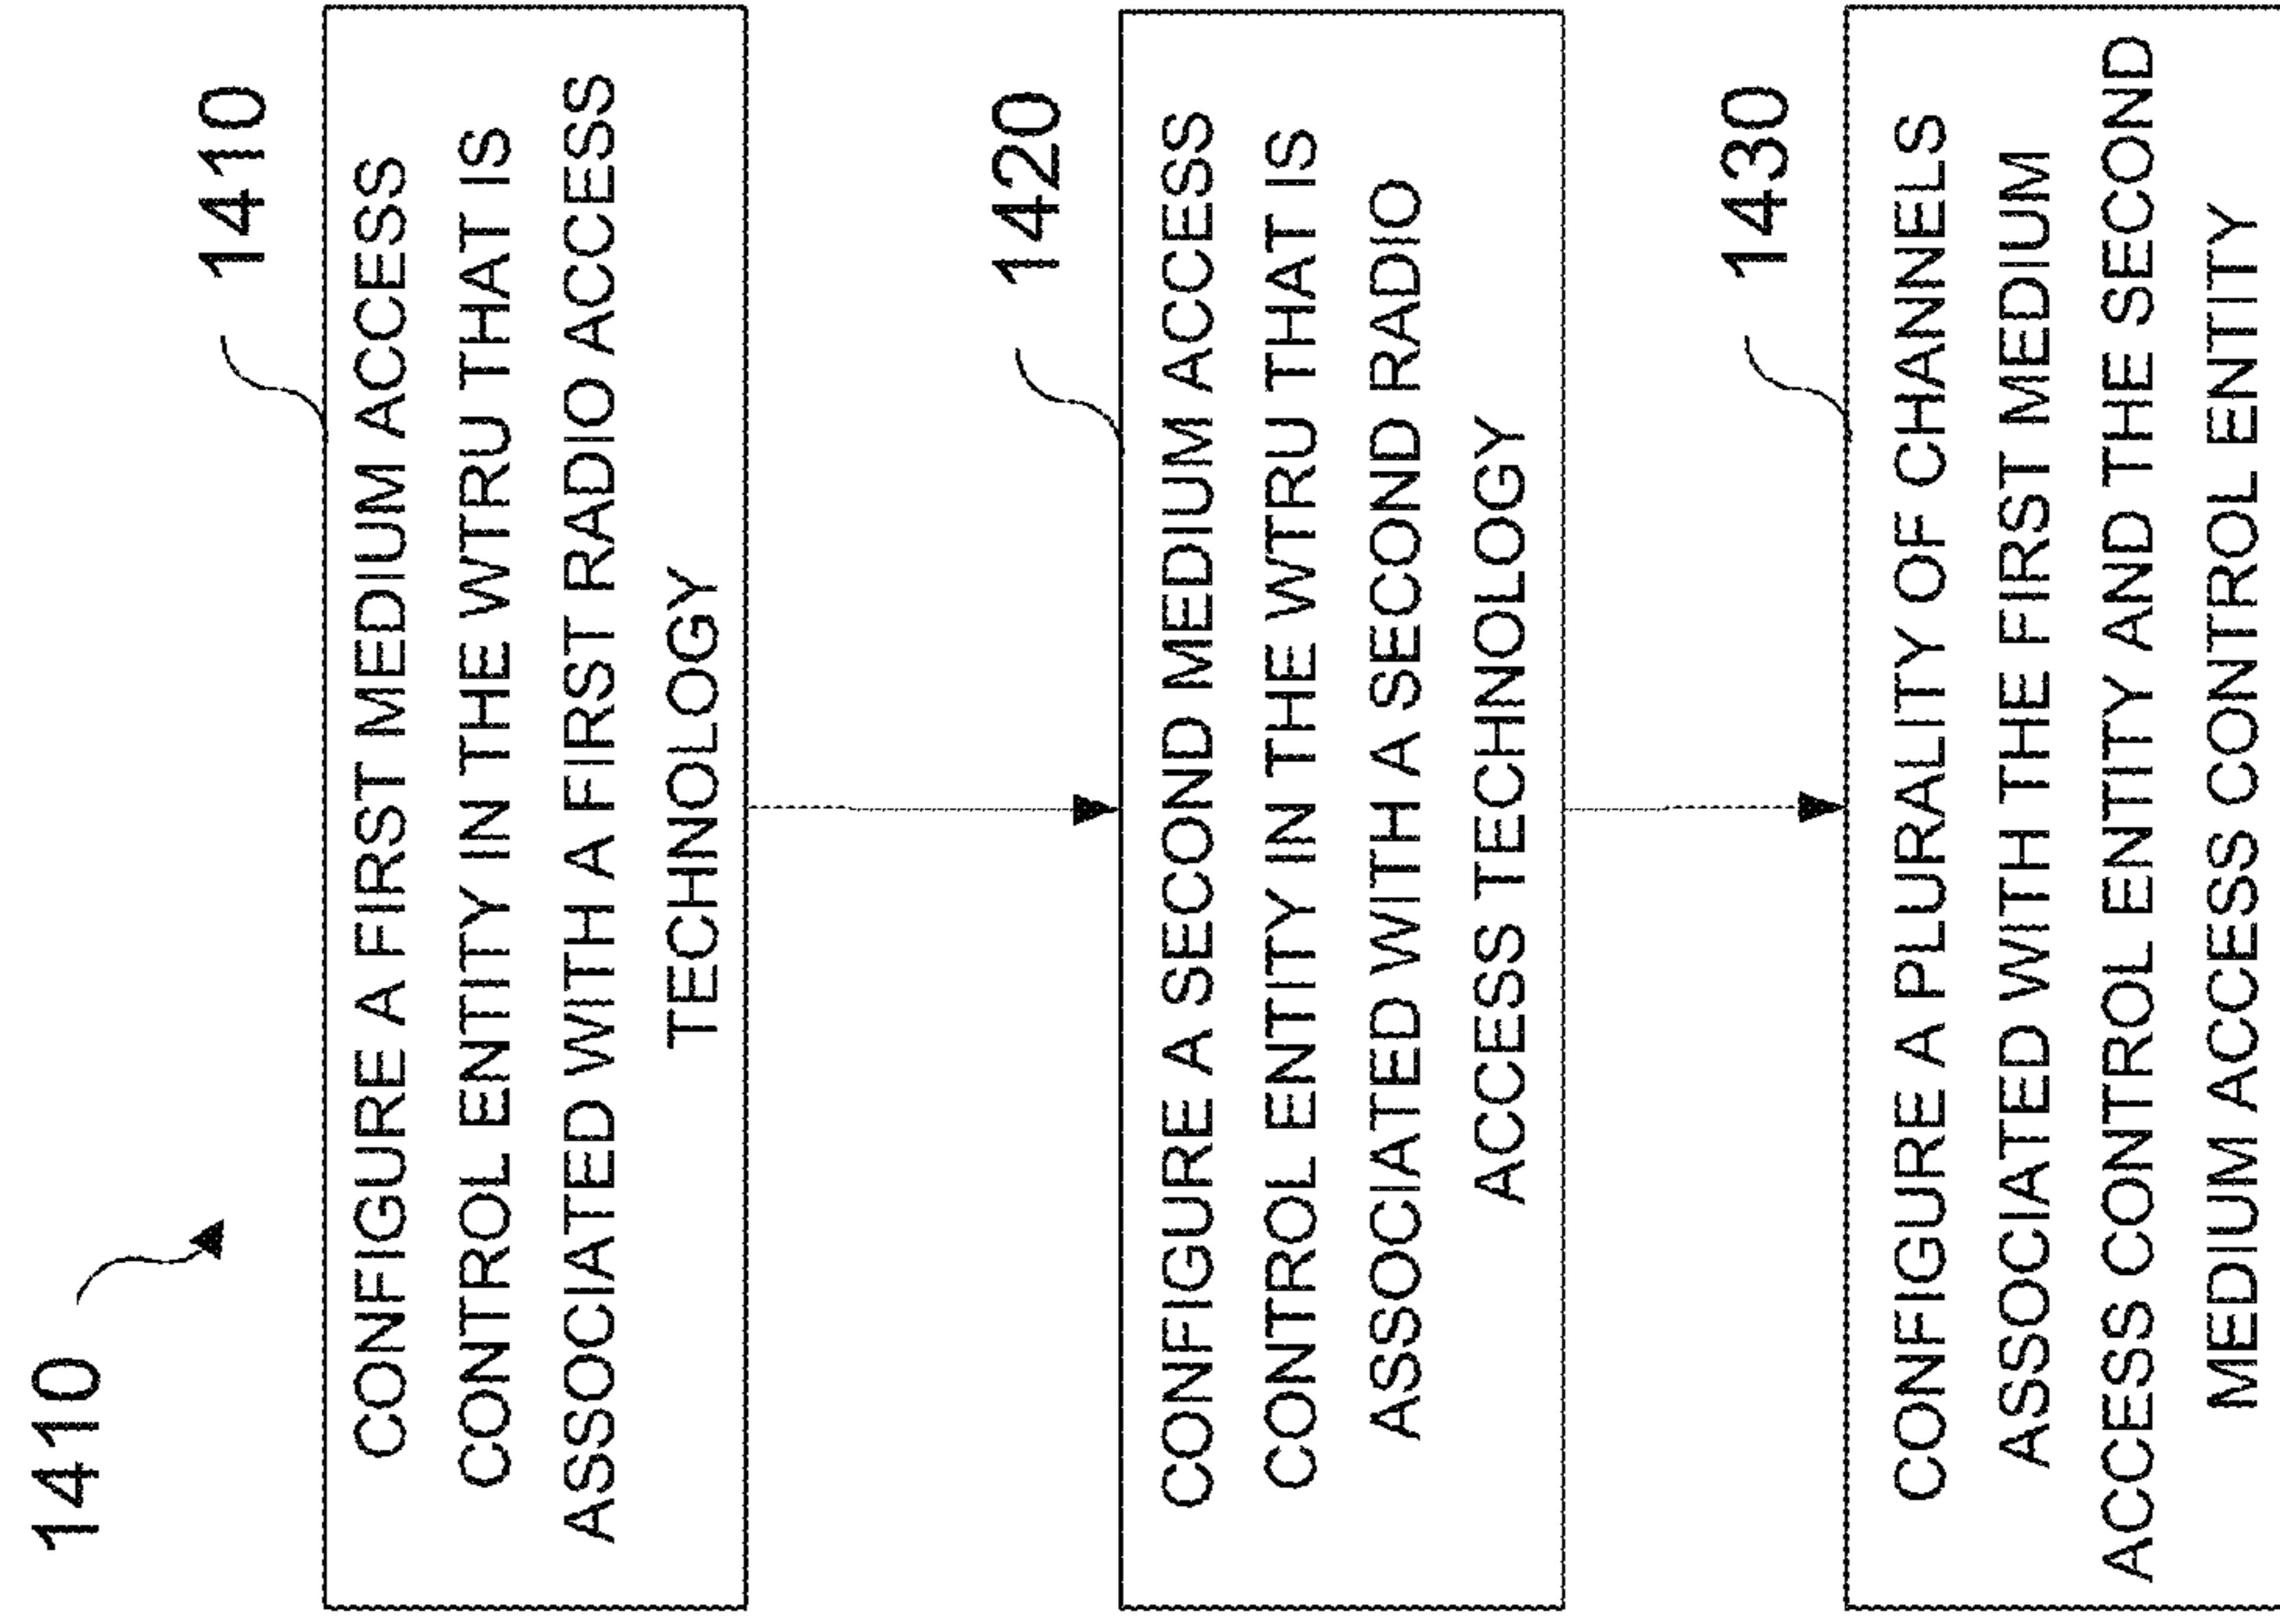 1410
1410
CONFIGURE A FIRST MEDIUM ACCESS
CONTROL ENTITY IN THE WTRU THAT IS
ASSOCIATED WITH A FIRST RADIO ACCESS
TECHNOLOGY
1420
CONFIGURE A SECOND MEDIUM ACCESS
CONTROL ENTITY IN THE WTRU THAT IS
ASSOCIATED WITH A SECOND RADIO
ACCESS TECHNOLOGY
1430
CONFIGURE A PLURALITY OF CHANNELS
ASSOCIATED WITH THE FIRST MEDIUM
ACCESS CONTROL ENTITY AND THE SECOND
MEDIUM ACCESS CONTROL ENTITY